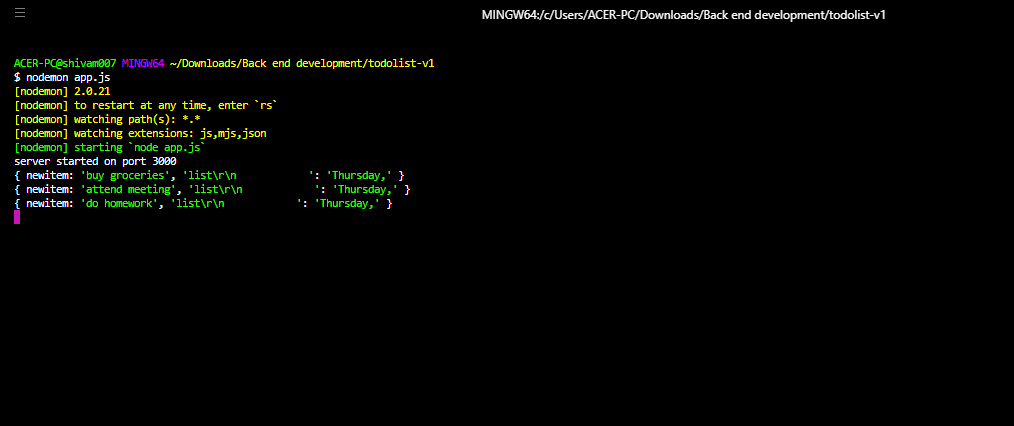 MINGW64:/c/Users/ACER-PC/Downloads/Back end development/todolist-v1
ACER-PC@shivam007 MINGW64 ~/Downloads/Back end development/todolist-v1
$ nodemon app.js
[nodemon] 2.0.21
[nodemon] to restart at any time, enter `rs`
[nodemon] watching path(s): *.*
[nodemon] watching extensions: js,mjs,json
[nodemon] starting `node app.js`
server started on port 3000
{ newitem: 'buy groceries', 'list\r\n            ': 'Thursday,' }
{ newitem: 'attend meeting', 'list\r\n            ': 'Thursday,' }
{ newitem: 'do homework', 'list\r\n            ': 'Thursday,' }